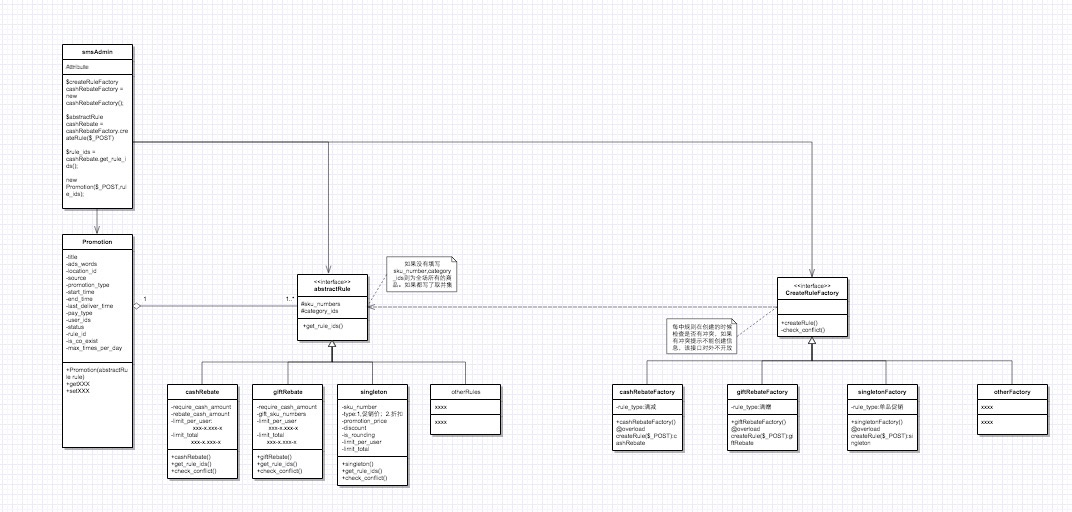 smsAdmin
Attribute
$createRuleFactory
cashRebateFactory =
new
cashRebateFactory();
$abstractRule
cashRebate =
cashRebateFactory.cre
ateRule($_POST)
$rule_ids =
cashRebate.get_rule_i
ds();
new
Promotion($_POST,rul
e_ids);
Promotion
-title
-ads_words
-location_id
-source
-promotion_type
-start_time
-end_time
-last_deliver_time
-pay_type
-user_ids
-status
-rule_id
-is_co_exist
-max_times_per_day
+Promotion(abstractRu
le rule)
+getXXX
+setXXX
1
1..*
<<interface>>
abstractRule
#sku_numbers
#category_ids
+get_rule_ids()
如果没有填写
sku_number,category
_ids则为全场所有的商
品。如果都写了取并集
<<interface>>
CreateRuleFactory
+createRule()
-check_conflict()
每中规则在创建的时候
检查是否有冲突，如果
有冲突提示不能创建信
息，该接口对外不开放
cashRebate
-require_cash_amount
-rebate_cash_amount
-limit_per_user:
xxx-x.xxx-x
-limit_total
xxx-x.xxx-x
+cashRebate()
+get_rule_ids()
+check_conflict()
giftRebate
-require_cash_amount
-gift_sku_numbers
-limit_per_user
xxx-x.xxx-x
-limit_total
xxx-x.xxx-x
+giftRebate()
+get_rule_ids()
+check_conflict()
singleton
-sku_number
-type:1,促销价；2.折扣
-promotion_price
-discount
-is_rounding
-limit_per_user
-limit_total
+singleton()
+get_rule_ids()
+check_conflict()
otherRules
xxxx
xxxx
cashRebateFactory
-rule_type:满减
+cashRebateFactory()
@overload
createRule($_POST):c
ashRebate
giftRebateFactory
-rule_type:满赠
+giftRebateFactory()
@overload
createRule($_POST):gi
ftRebate
singletonFactory
-rule_type:单品促销
+singletonFactory()
@overload
createRule($_POST):si
ngleton
otherFactory
xxxx
xxxx